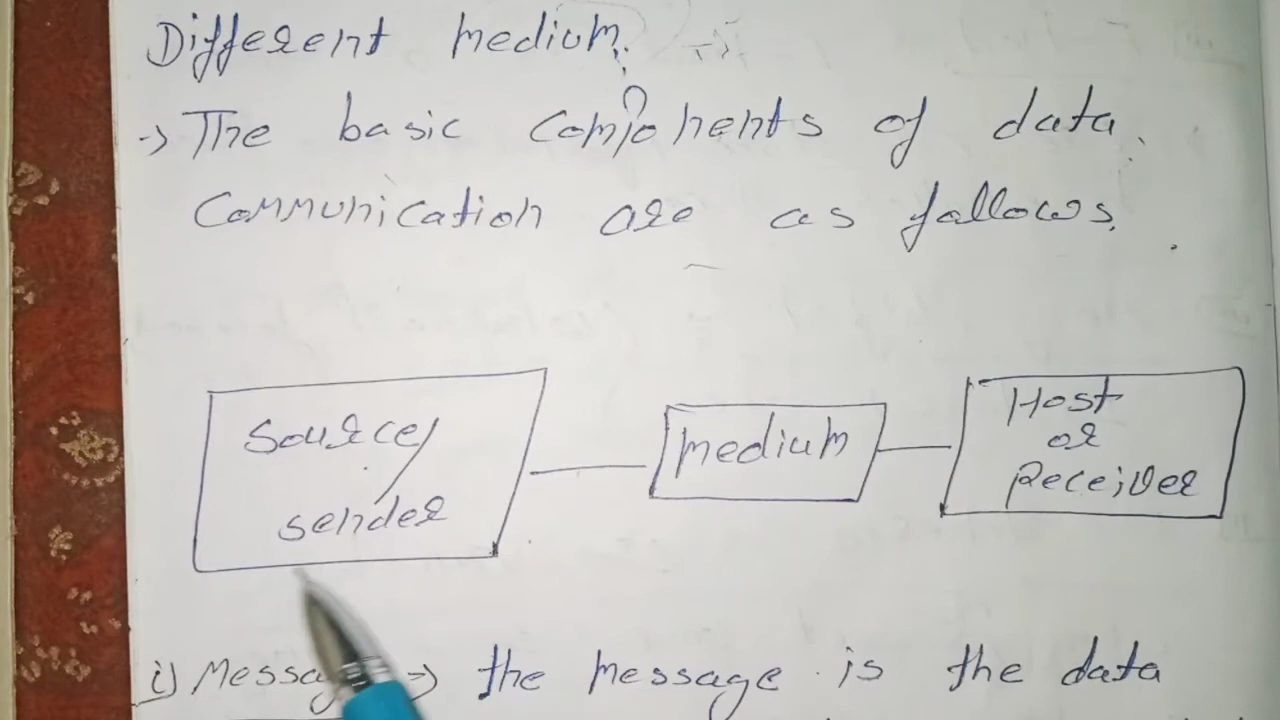 Different medium.
→ The basic components of data
communication are as fallows.
Source/
sender
medium
Host
or
Receiver
i) Message → the message is the data